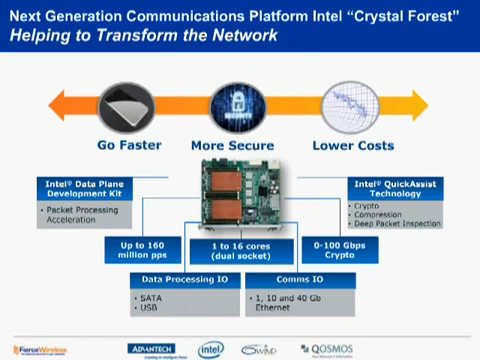 Next Generation Communications Platform Intel “Crystal Forest”
Helping to Transform the Network
SECURITY
Go Faster
More Secure
Lower Costs
Intel® Data Plane
Development Kit
• Packet Processing
Acceleration
Intel® QuickAssist
Technology
• Crypto
• Compression
• Deep Packet Inspection
Up to 160
million pps
1 to 16 cores
(dual socket)
0-100 Gbps
Crypto
Data Processing IO
• SATA
• USB
Comms IO
• 1, 10 and 40 Gb
Ethernet
FierceWireless
ADVANTECH
intel
6WIND
QOSMOS